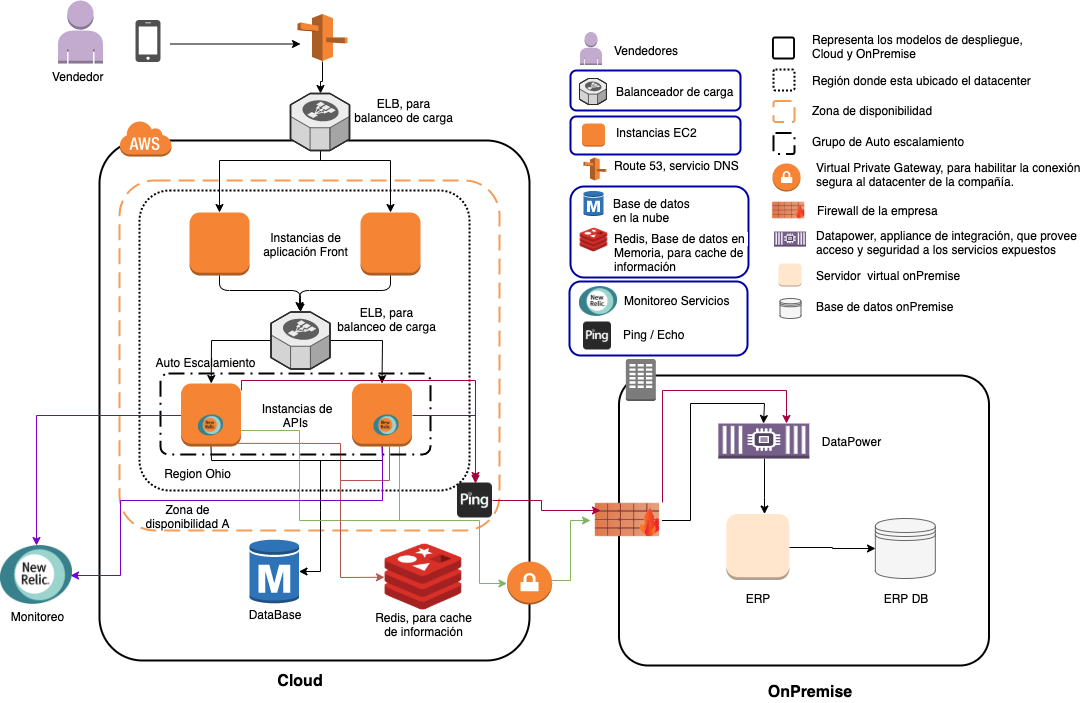 Vendedor
ELB, para
balanceo de carga
AWS
Instancias de
aplicación Front
ELB, para
balanceo de carga
Auto Escalamiento
Instancias de
APIs
New
Relic
New
Relic
Region Ohio
Zona de
disponibilidad A
Ping
New
Relic.
Monitoreo
M
DataBase
Redis, para cache
de información
Cloud
Vendedores
Balanceador de carga
Instancias EC2
Route 53, servicio DNS
M
Base de datos
en la nube
Redis, Base de datos en
Memoria, para cache de
información
New
Relic.
Monitoreo Servicios
Ping
Ping / Echo
Representa los modelos de despliegue,
Cloud y OnPremise
Región donde esta ubicado el datacenter
Zona de disponibilidad
Grupo de Auto escalamiento
Virtual Private Gateway, para habilitar la conexión
segura al datacenter de la compañía.
Firewall de la empresa
Datapower, appliance de integración, que provee
acceso y seguridad a los servicios expuestos
Servidor virtual onPremise
Base de datos onPremise
DataPower
ERP
ERP DB
OnPremise